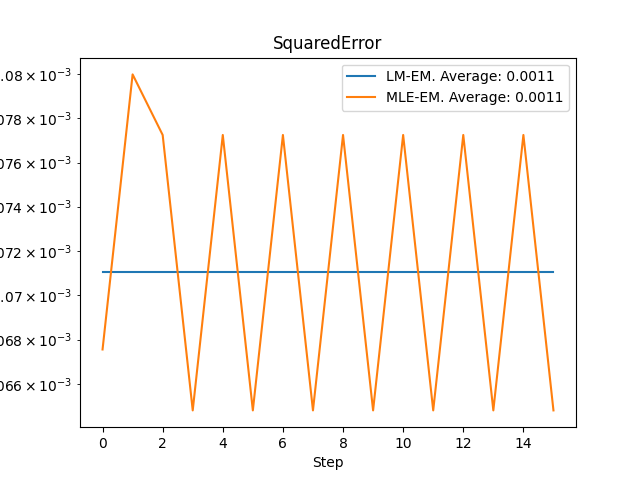 SquaredError
LM-EM. Average: 0.0011
MLE-EM. Average: 0.0011
.08 × 10⁻³
078 × 10⁻³
076 × 10⁻³
074 × 10⁻³
072 × 10⁻³
.07 × 10⁻³
068 × 10⁻³
066 × 10⁻³
0 2 4 6 8 10 12 14
Step